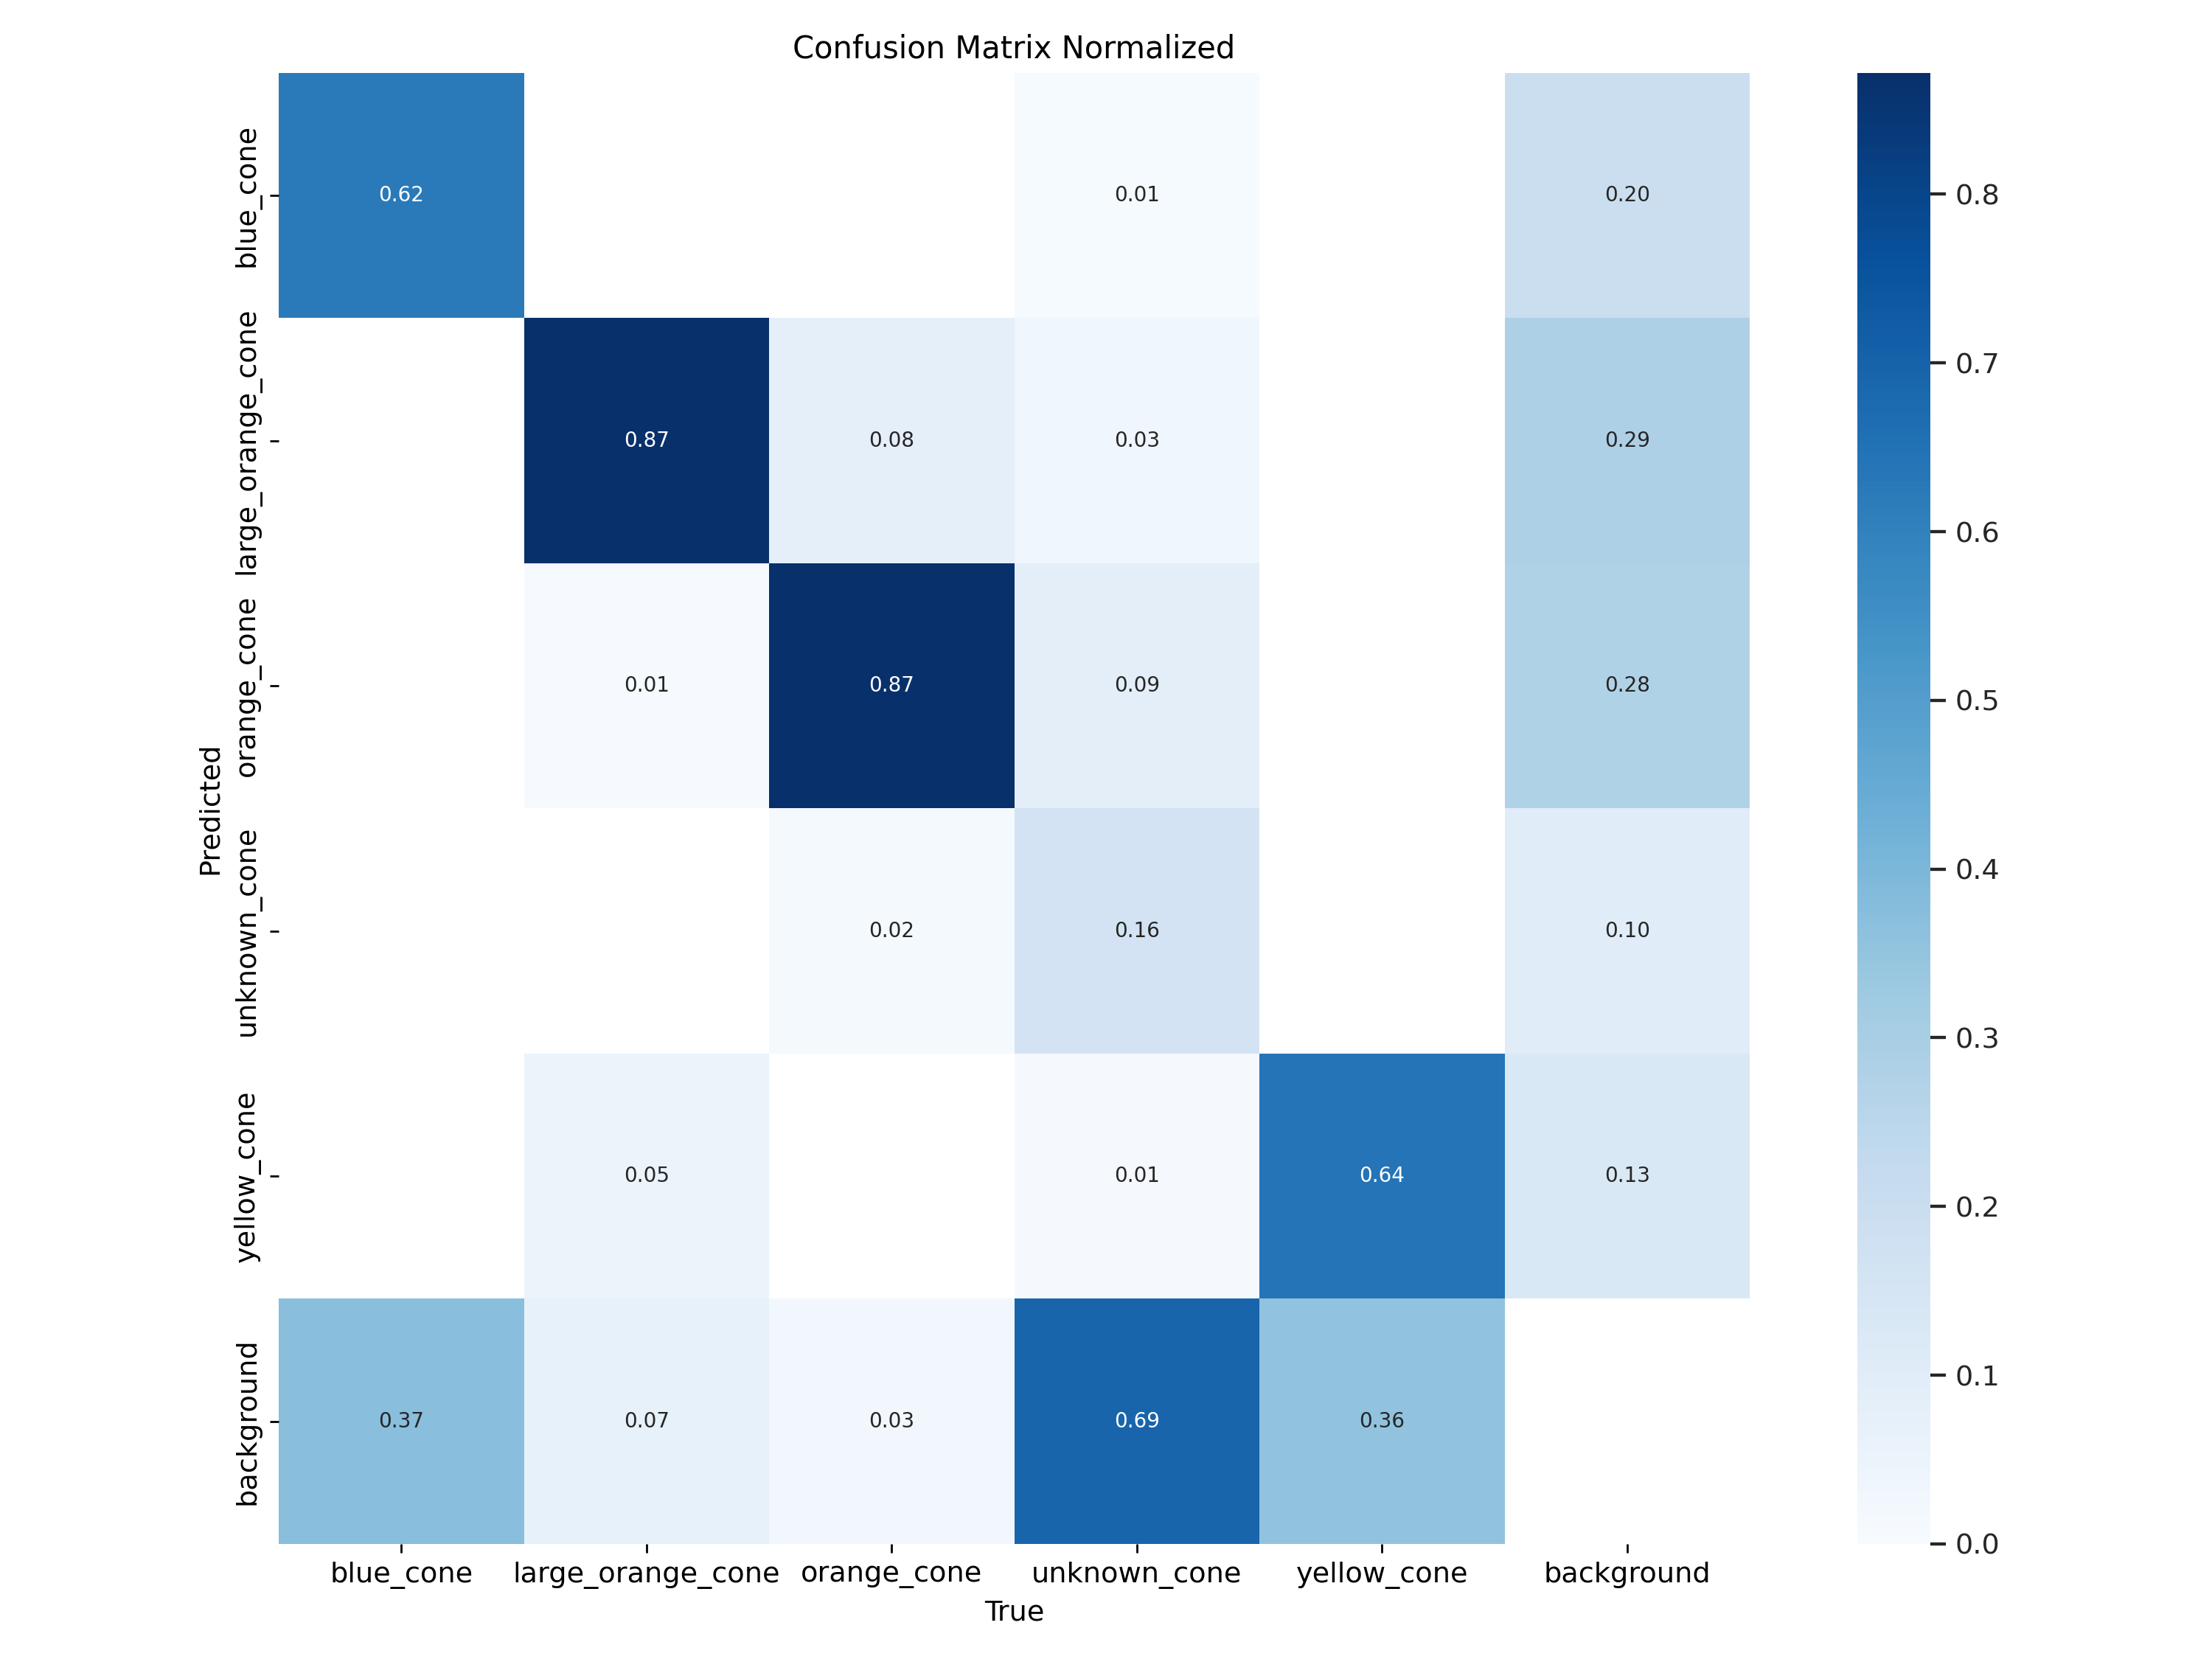 Confusion Matrix Normalized
Predicted
blue_cone
0.62
0.01
0.20
large_orange_cone
0.87
0.08
0.03
0.29
orange_cone
0.01
0.87
0.09
0.28
unknown_cone
0.02
0.16
0.10
yellow_cone
0.05
0.01
0.64
0.13
background
0.37
0.07
0.03
0.69
0.36
blue_cone
large_orange_cone
orange_cone
unknown_cone
yellow_cone
background
True
0.8
0.7
0.6
0.5
0.4
0.3
0.2
0.1
0.0